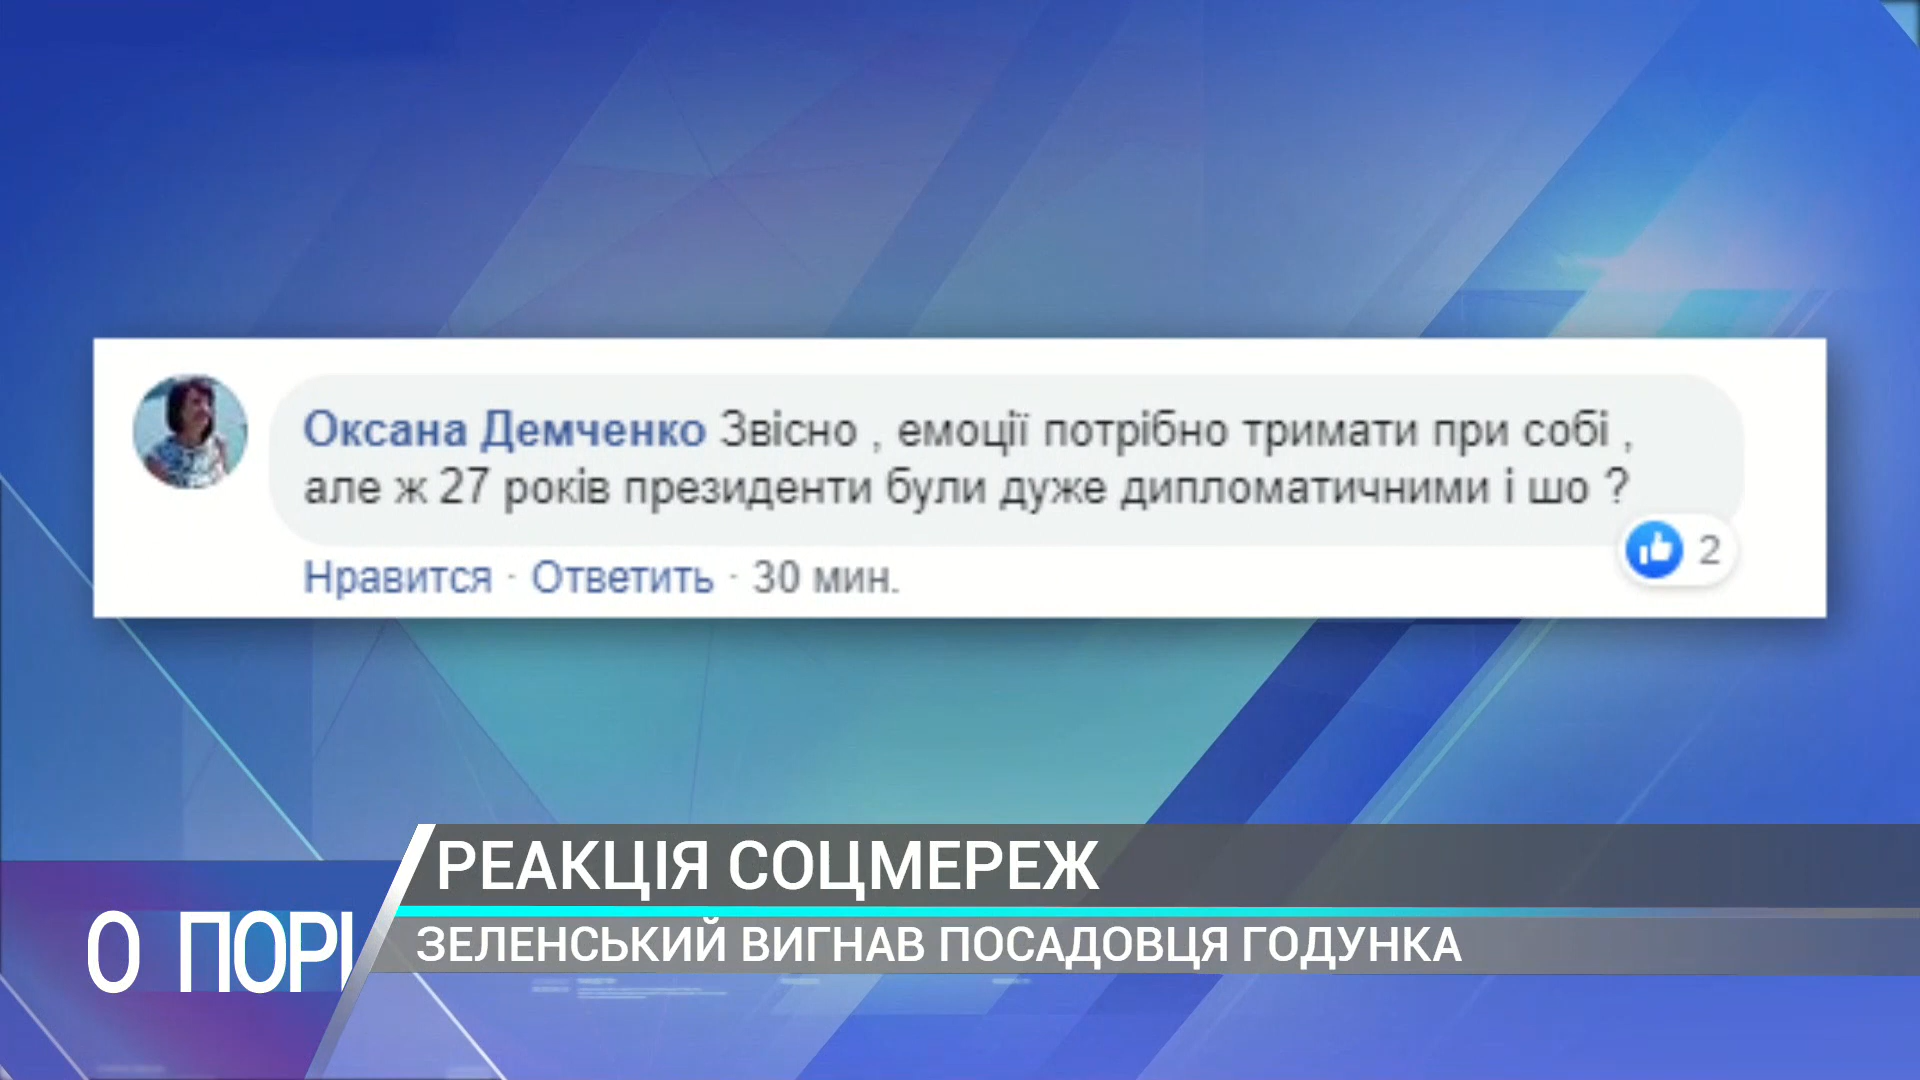 Оксана Демченко Звісно , емоції потрібно тримати при собі ,
але ж 27 років президенти були дуже дипломатичними і шо ?
2
Нравится · Ответить · 30 мин.
РЕАКЦІЯ СОЦМЕРЕЖ
О ПОРІ
ЗЕЛЕНСЬКИЙ ВИГНАВ ПОСАДОВЦЯ ГОДУНКА